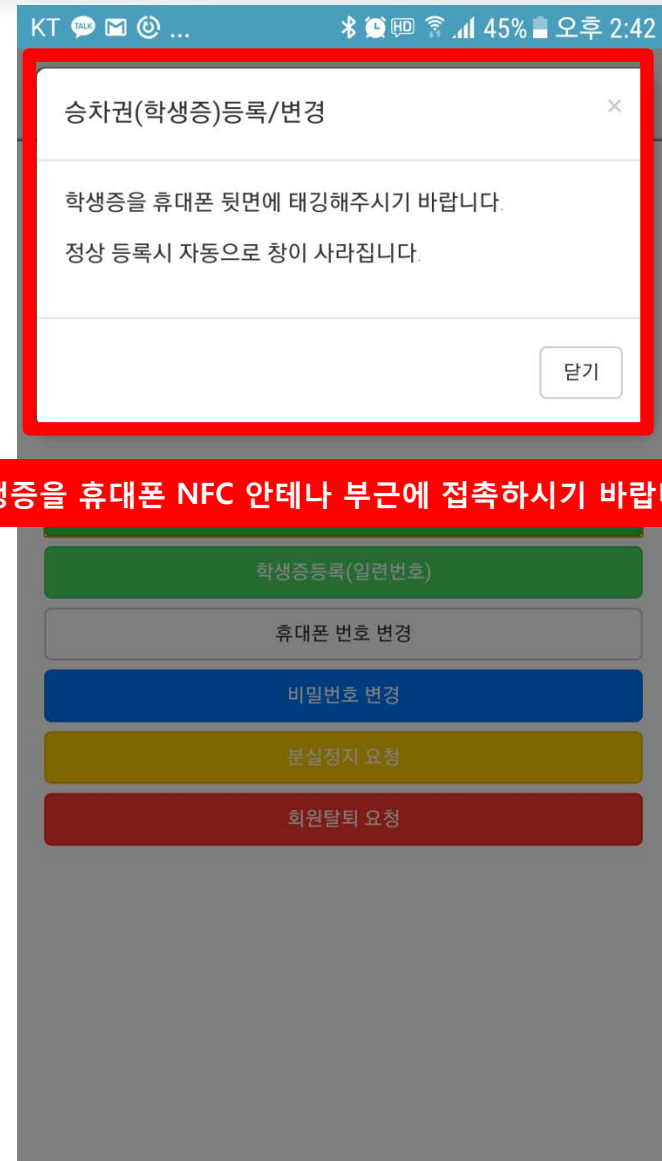 KT TALK ... HD 45% 오후 2:42
승차권(학생증)등록/변경 ×
학생증을 휴대폰 뒷면에 태깅해주시기 바랍니다.
정상 등록시 자동으로 창이 사라집니다.
닫기
생증을 휴대폰 NFC 안테나 부근에 접촉하시기 바랍니
학생증등록(일련번호)
휴대폰 번호 변경
비밀번호 변경
분실정지 요청
회원탈퇴 요청